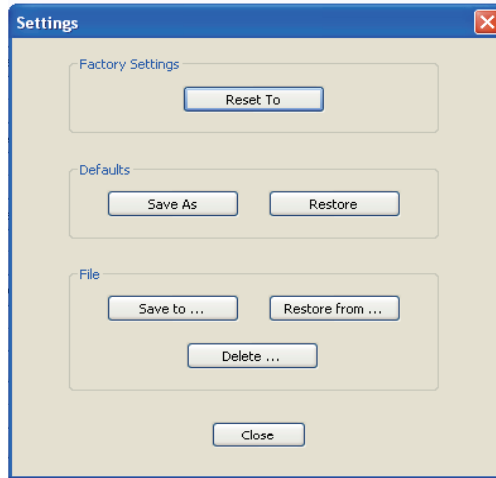 Settings
Factory Settings
Reset To
Defaults
Save As
Restore
File
Save to ...
Restore from ...
Delete ...
Close